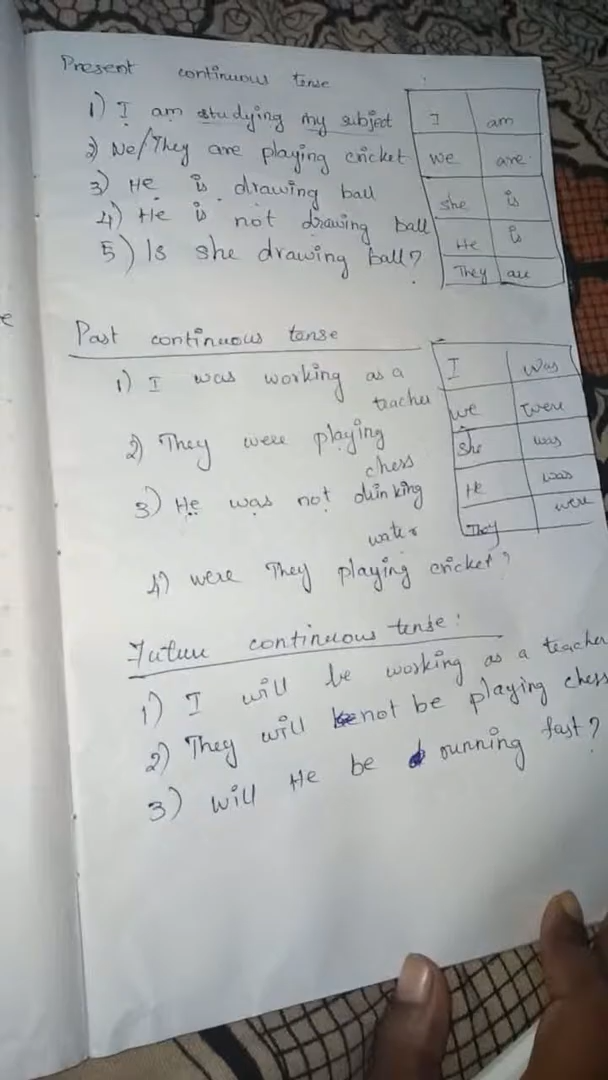 Present continuous tense
1) I am studying my subject
2) We/They are playing cricket
3) He is drawing ball
4) He is not drawing ball
5) Is she drawing ball?
I am
we are
she is
He is
They are
Past continuous tense
1) I was working as a
teacher
2) They were playing
chess
3) He was not drinking
water
4) were They playing cricket?
I was
we were
she was
He was
They were
Future continuous tense:
1) I will be working as a teacher
2) They will not be playing chess
3) will He be running fast?